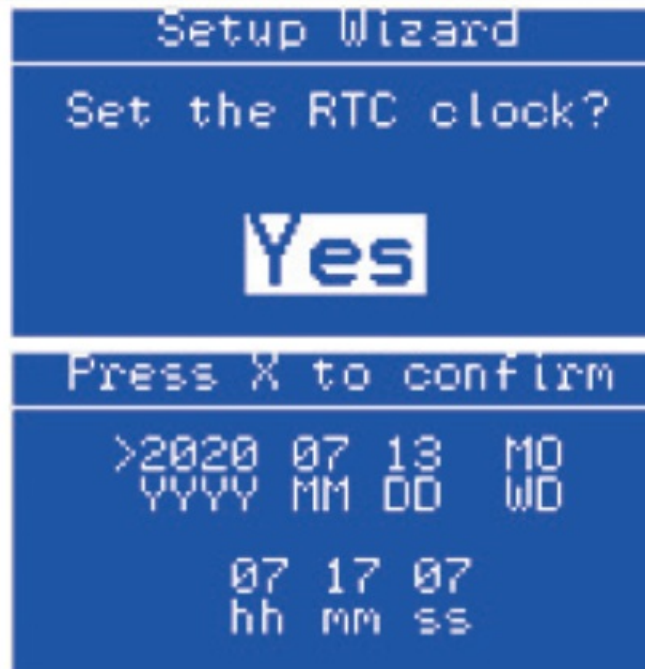 Setup Wizard
Set the RTC clock?
Yes
Press X to confirm
>2020 07 13 MO
YYYY MM DD WD
07 17 07
hh mm ss